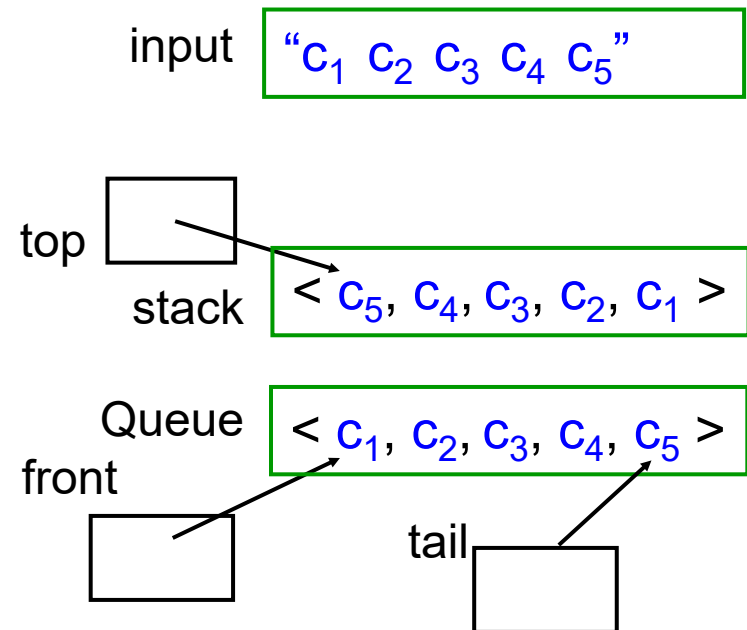 input “c₁ c₂ c₃ c₄ c₅”
top
stack < c₅, c₄, c₃, c₂, c₁ >
Queue < c₁, c₂, c₃, c₄, c₅ >
front
tail